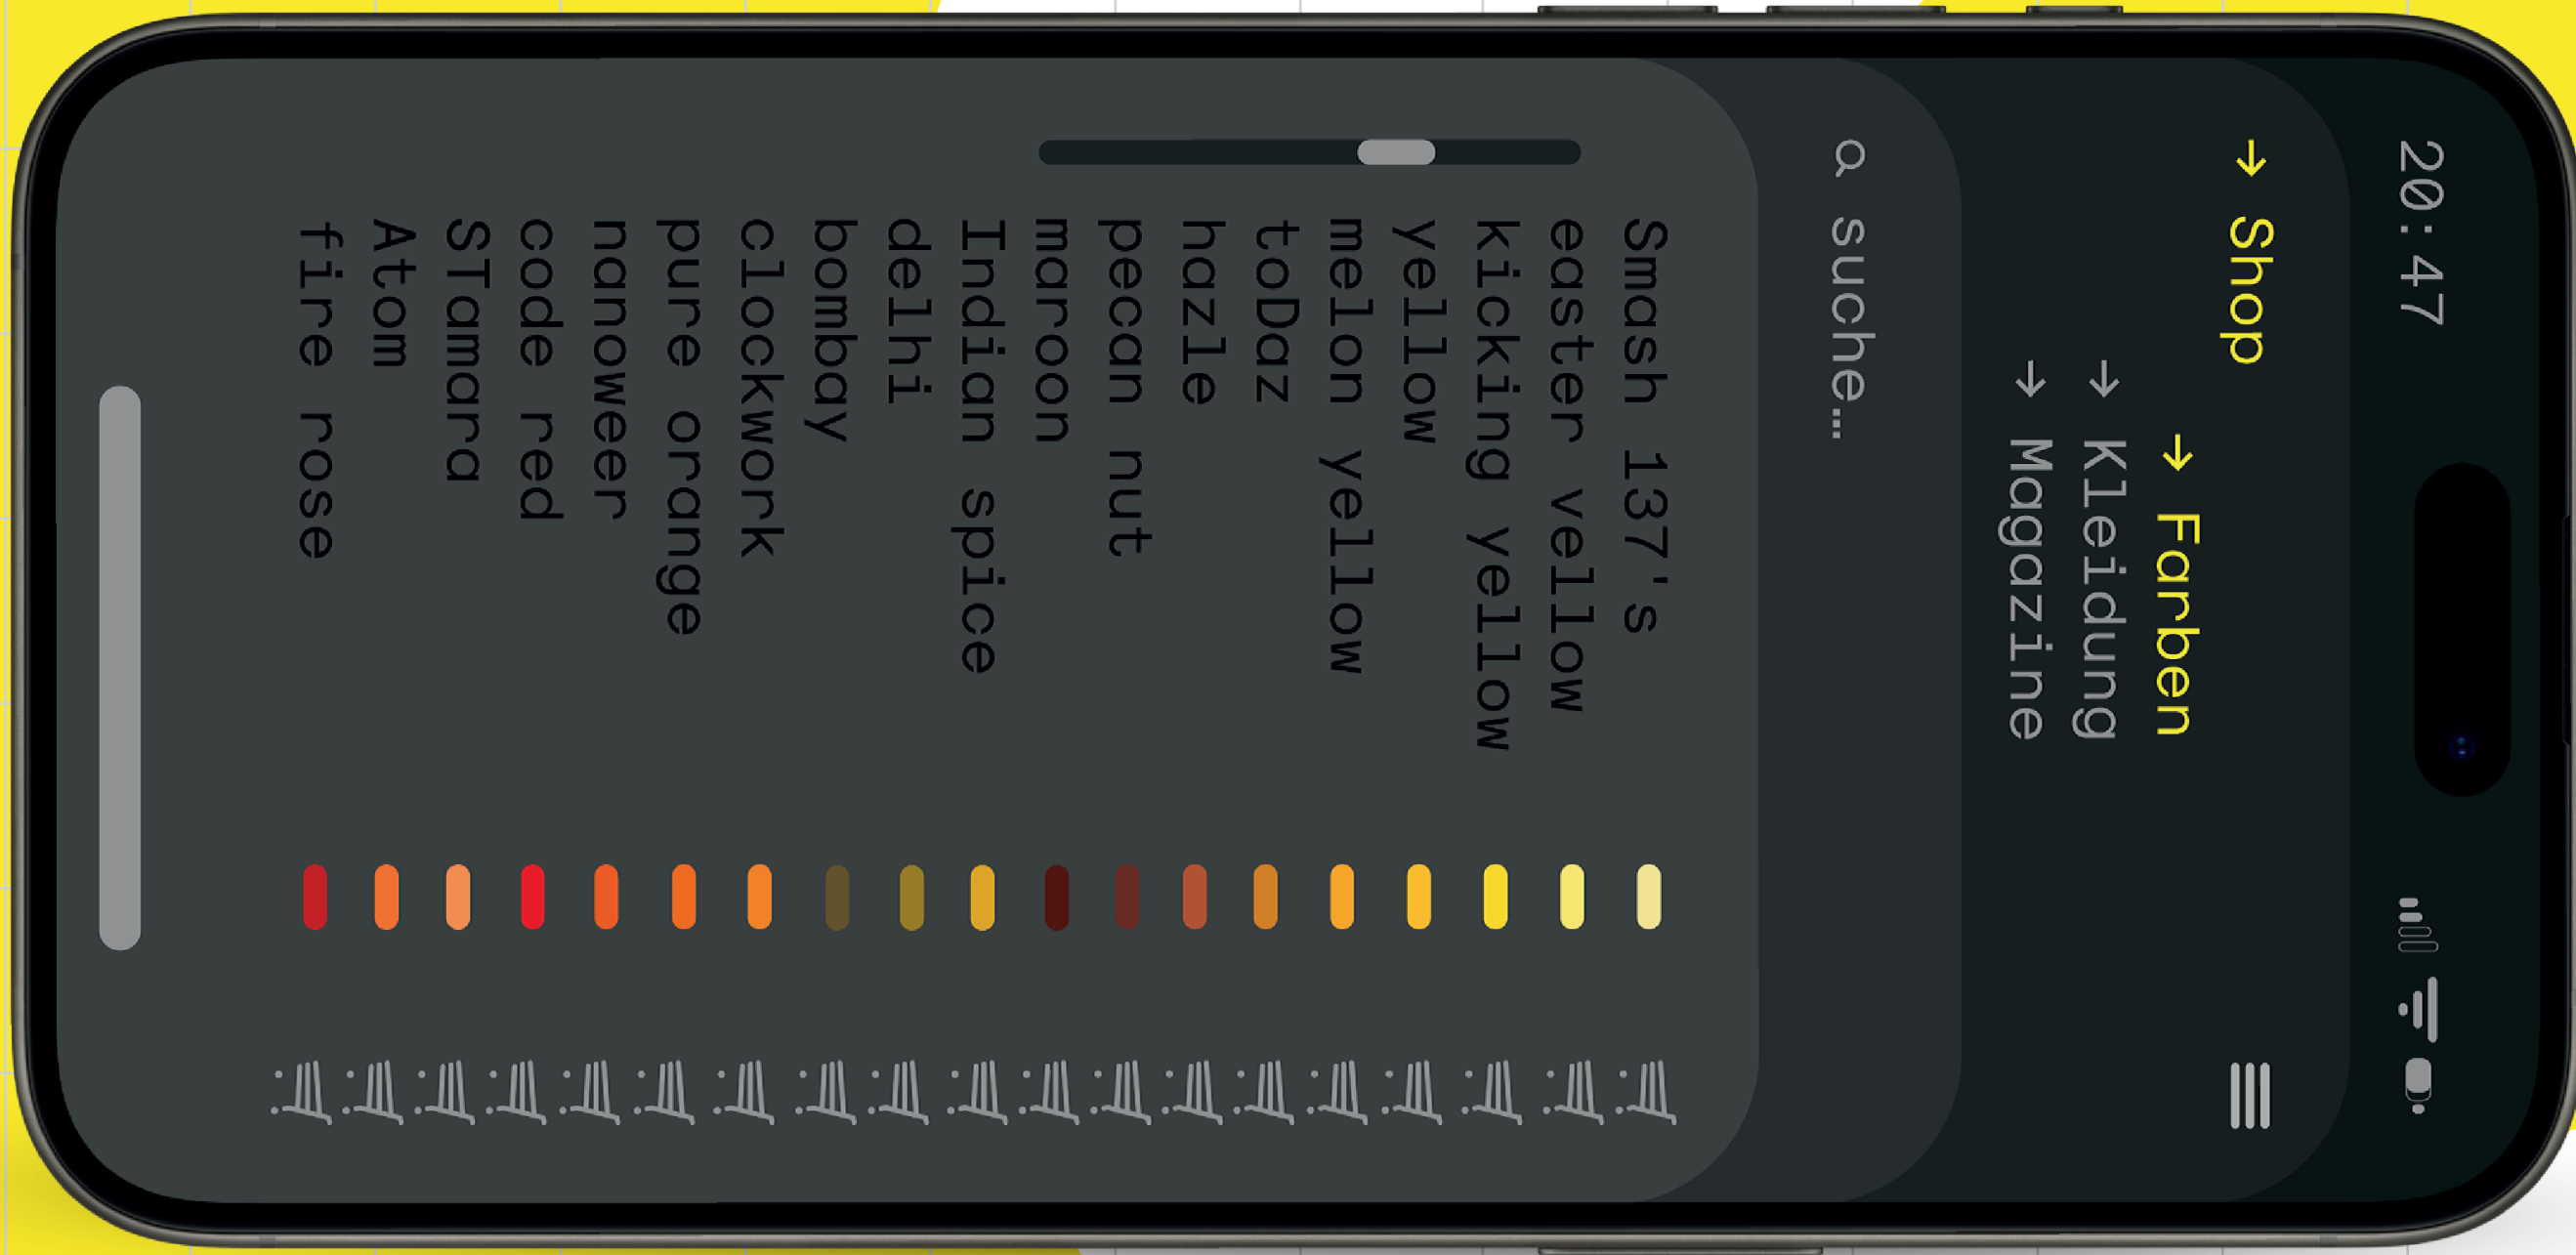 20:47
→ Shop
→ Farben
→ Kleidung
→ Magazine
suche…
Smash 137's
easter vellow
kicking yellow
yellow
melon yellow
toDaz
hazle
pecan nut
maroon
Indian spice
delhi
bombay
clockwork
pure orange
nanoweer
code red
STamara
Atom
fire rose